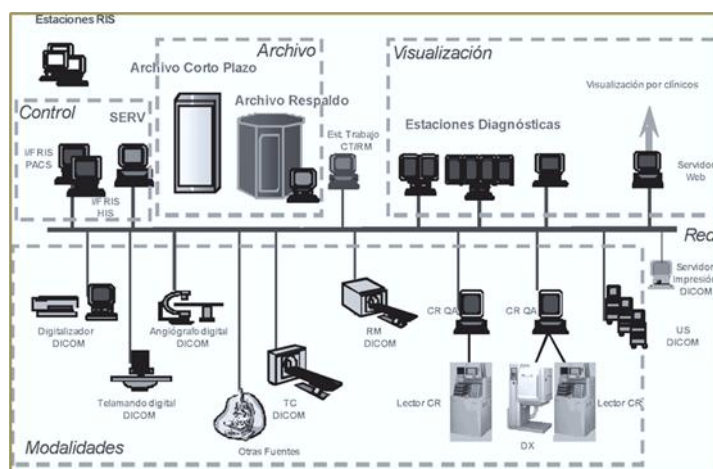 Estaciones RIS
Archivo
Archivo Corto Plazo
Archivo Respaldo
Visualización
Visualización por clínicos
Control
SERV
I/F RIS
PACS
I/F RIS
HIS
Est. Trabajo
CT/RM
Estaciones Diagnósticas
Servidor
Web
Red
Servidor
Impresión
DICOM
Digitalizador
DICOM
Angiógrafo digital
DICOM
RM
DICOM
CR QA
CR QA
US
DICOM
Telamando digital
DICOM
TC
DICOM
Otras Fuentes
Lector CR
DX
Lector CR
Modalidades